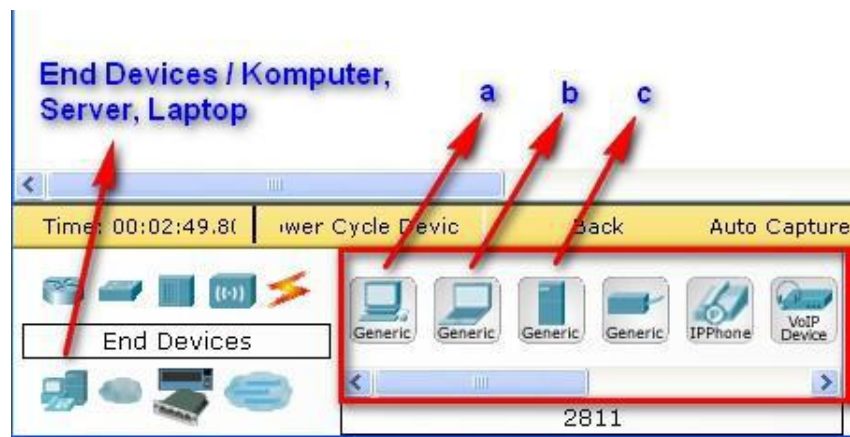 End Devices / Komputer,
Server, Laptop
a b c
Time: 00:02:49.8( wer Cycle Devic Back Auto Capture
End Devices
Generic Generic Generic Generic IPPhone VoIP
Device
2811